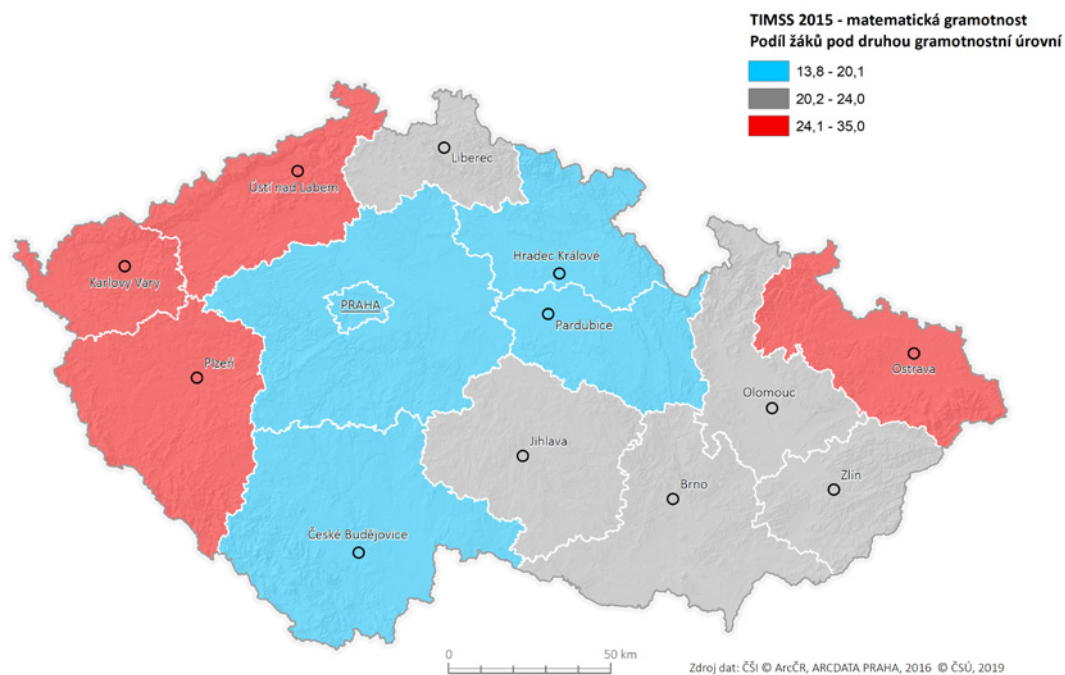 TIMSS 2015 - matematická gramotnost
Podíl žáků pod druhou gramotnostní úrovní
13,8 - 20,1
20,2 - 24,0
24,1 - 35,0
Liberec
Ústí nad Labem
Hradec Králové
Karlovy Vary
PRAHA
Pardubice
Plzeň
Ostrava
Olomouc
Jihlava
Brno
Zlín
České Budějovice
0 50 km
Zdroj dat: ČŠI © ArcČR, ARCDATA PRAHA, 2016 © ČSÚ, 2019